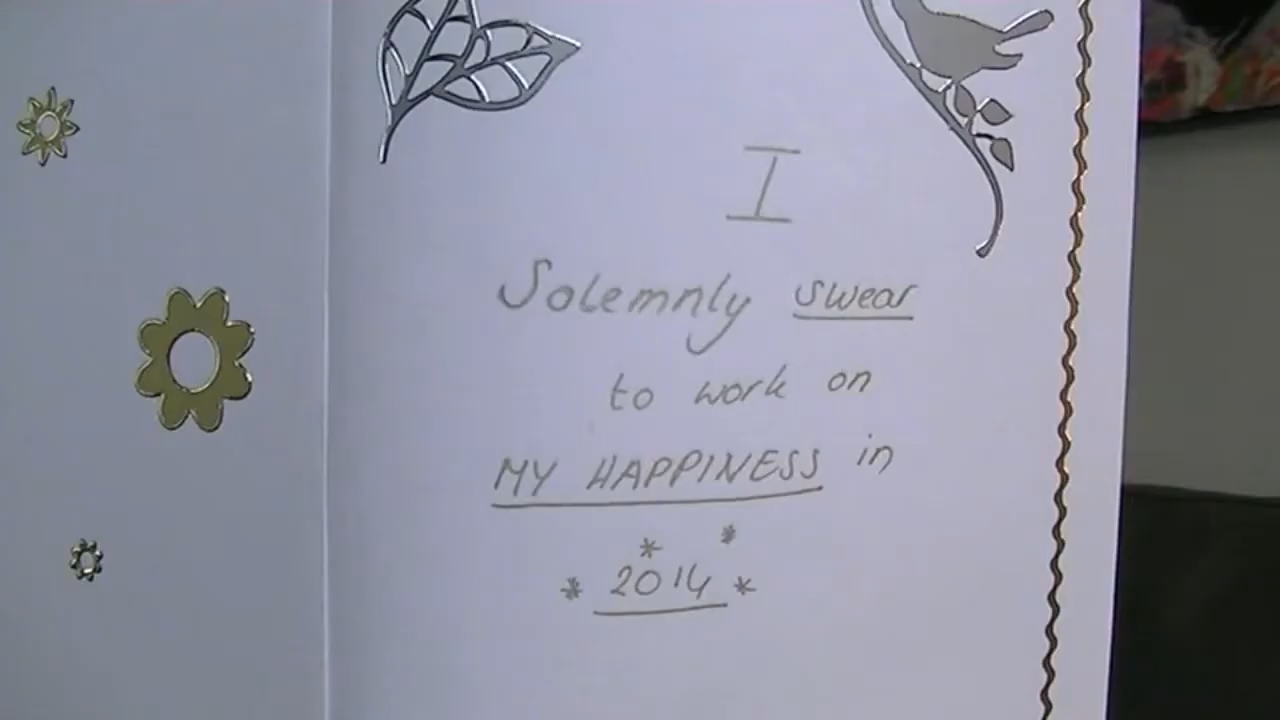 I
Solemnly swear
to work on
MY HAPPINESS in
* *
* 2014 *